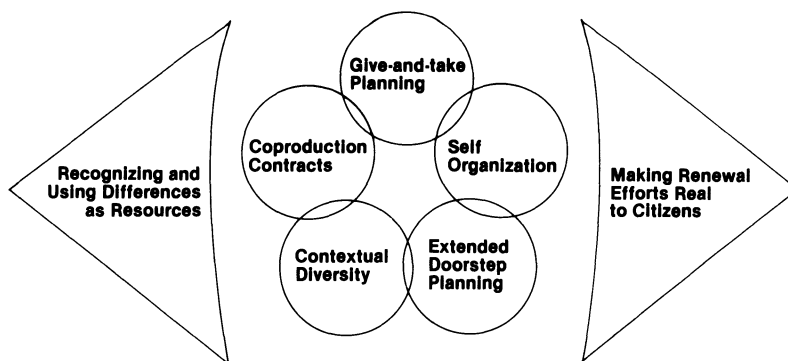 Give-and-take
Planning
Coproduction
Contracts
Self
Organization
Recognizing and
Using Differences
as Resources
Making Renewal
Efforts Real
to Citizens
Contextual
Diversity
Extended
Doorstep
Planning